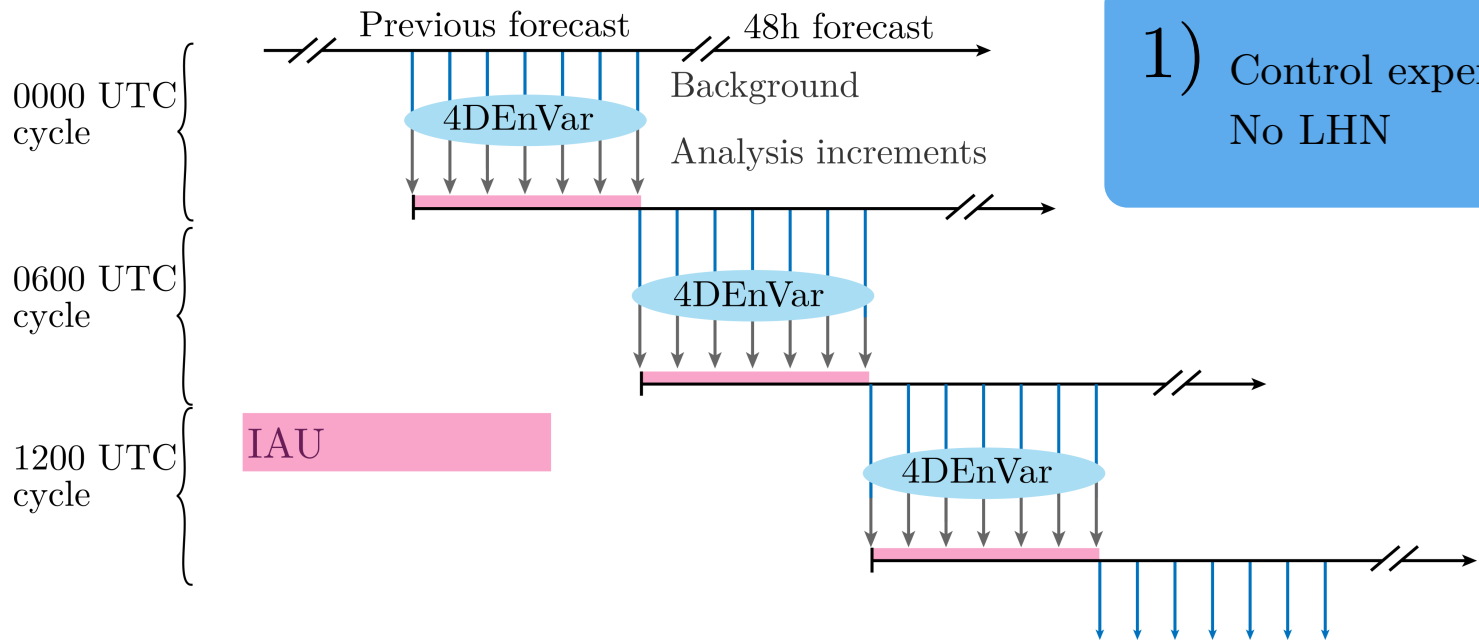 Previous forecast
48h forecast
1) Control
No LHN
0000 UTC
cycle
Background
4DEnVar
Analysis increments
0600 UTC
cycle
4DEnVar
IAU
1200 UTC
cycle
4DEnVar